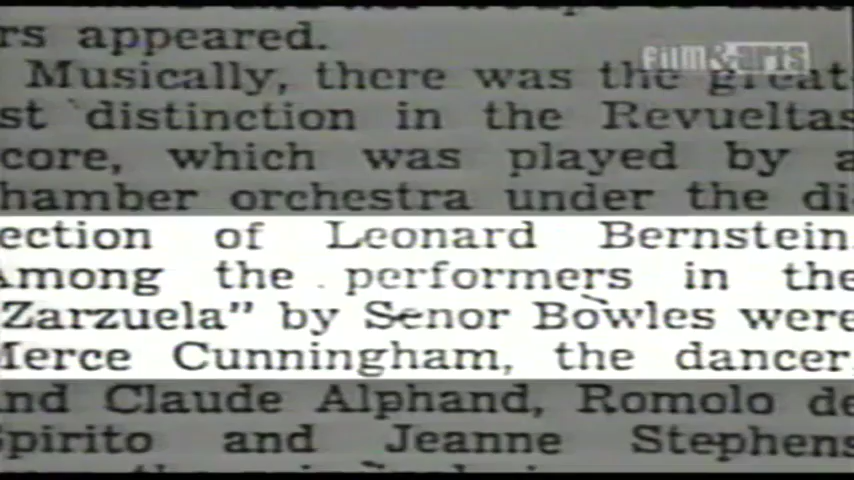 rs appeared.
film&arts
Musically, there was the great-
st distinction in the Revueltas
core, which was played by a
hamber orchestra under the di-
ection of Leonard Bernstein.
Among the performers in the
"Zarzuela" by Senor Bowles were
Merce Cunningham, the dancer,
and Claude Alphand, Romolo de
Spirito and Jeanne Stephens